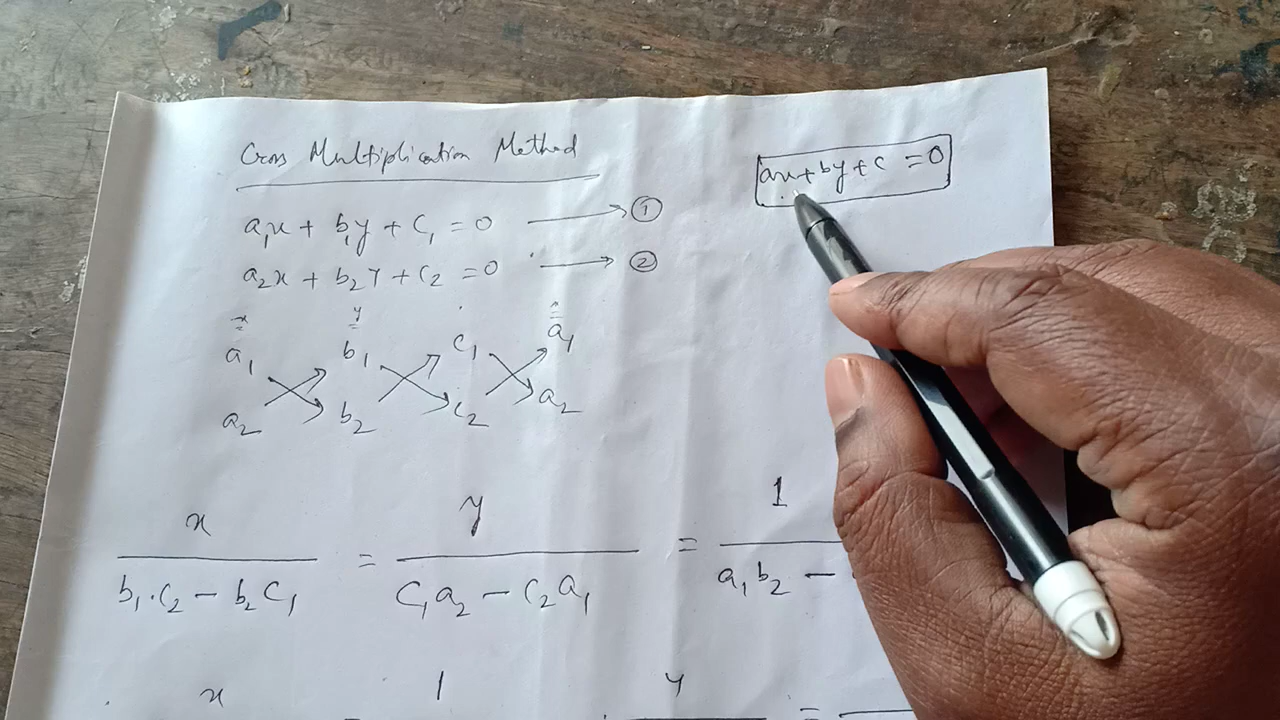 Cross Multiplication Method
ax + by + c = 0
a₁x + b₁y + c₁ = 0 → ①
a₂x + b₂y + c₂ = 0 → ②
x y x
a₁ b₁ c₁ a₁
a₂ b₂ c₂ a₂
x y 1
b₁·c₂ − b₂c₁ = c₁a₂ − c₂a₁ = a₁b₂ −
x 1 y
= =